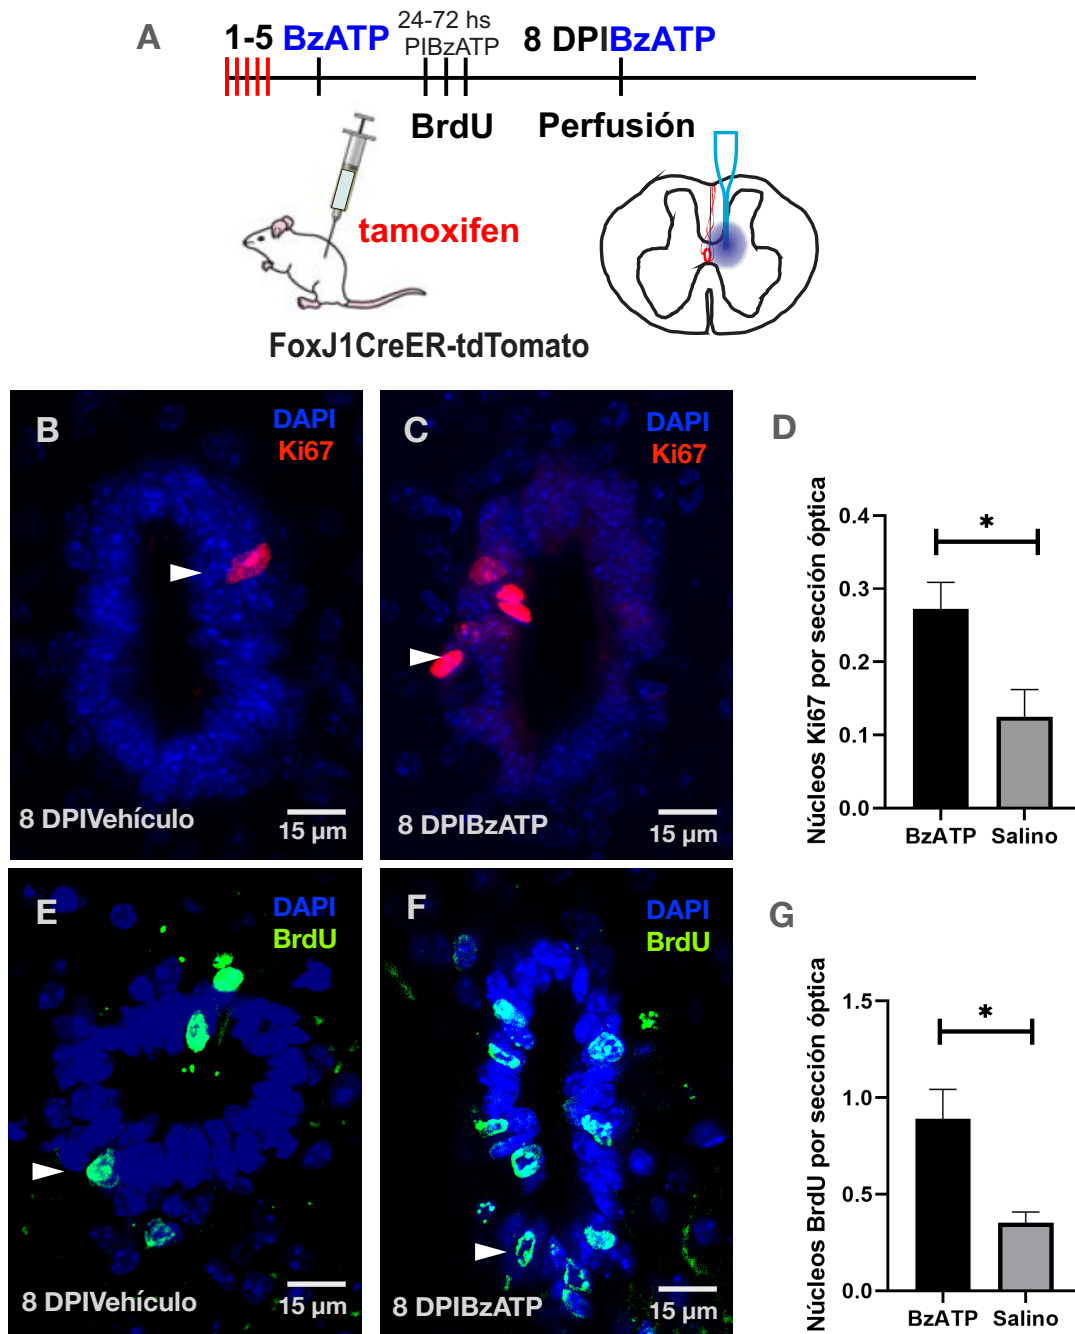 A
1-5 BzATP
24-72 hs
PIBzATP
8 DPIBzATP
BrdU
Perfusión
tamoxifen
FoxJ1CreER-tdTomato
B
DAPI
Ki67
8 DPIVehículo
15 µm
C
DAPI
Ki67
8 DPIBzATP
15 µm
D
Núcleos Ki67 por sección óptica
0.4
0.3
0.2
0.1
0.0
*
BzATP
Salino
E
DAPI
BrdU
8 DPIVehículo
15 µm
F
DAPI
BrdU
8 DPIBzATP
15 µm
G
Núcleos BrdU por sección óptica
1.5
1.0
0.5
0.0
*
BzATP
Salino